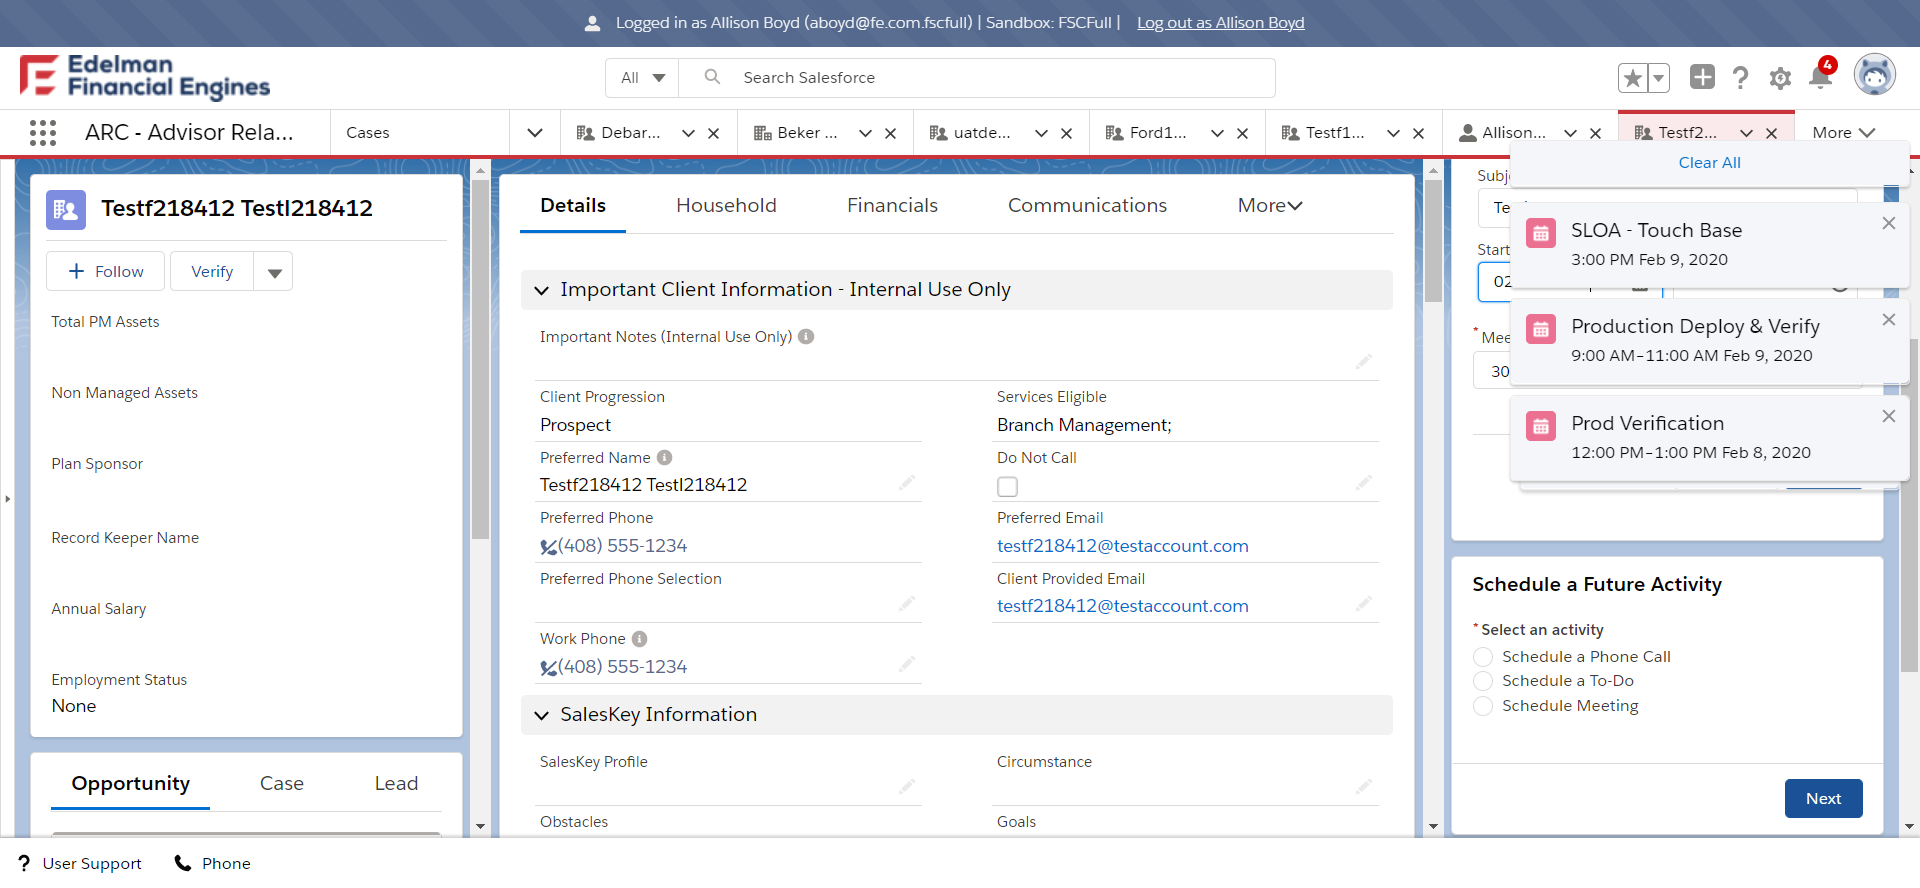 Logged in as Allison Boyd (aboyd@fe.com.fscfull) | Sandbox: FSCFull | Log out as Allison Boyd
Edelman
Financial Engines
All
Search Salesforce
4
ARC - Advisor Rela...
Cases
Debar...
Beker ...
uatde...
Ford1...
Testf1...
Allison...
Testf2...
More
Testf218412 Testl218412
Follow
Verify
Total PM Assets
Non Managed Assets
Plan Sponsor
Record Keeper Name
Annual Salary
Employment Status
None
Opportunity
Case
Lead
Details
Household
Financials
Communications
More
Important Client Information - Internal Use Only
Important Notes (Internal Use Only)
Client Progression
Prospect
Services Eligible
Branch Management;
Preferred Name
Testf218412 Testl218412
Do Not Call
Preferred Phone
(408) 555-1234
Preferred Email
testf218412@testaccount.com
Preferred Phone Selection
Client Provided Email
testf218412@testaccount.com
Work Phone
(408) 555-1234
SalesKey Information
SalesKey Profile
Circumstance
Obstacles
Goals
Start
02
*
30
Clear All
SLOA - Touch Base
3:00 PM Feb 9, 2020
Production Deploy & Verify
9:00 AM–11:00 AM Feb 9, 2020
Prod Verification
12:00 PM–1:00 PM Feb 8, 2020
Schedule a Future Activity
* Select an activity
Schedule a Phone Call
Schedule a To-Do
Schedule Meeting
Next
? User Support
Phone